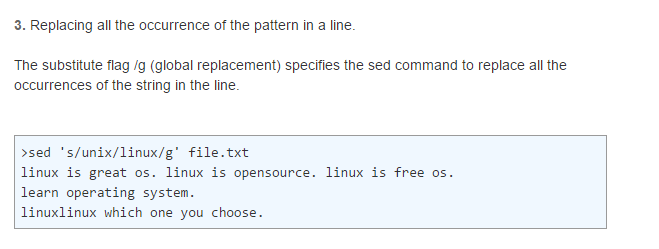 3. Replacing all the occurrence of the pattern in a line.
The substitute flag /g (global replacement) specifies the sed command to replace all the
occurrences of the string in the line.
>sed 's/unix/linux/g' file.txt
linux is great os. linux is opensource. linux is free os.
learn operating system.
linuxlinux which one you choose.